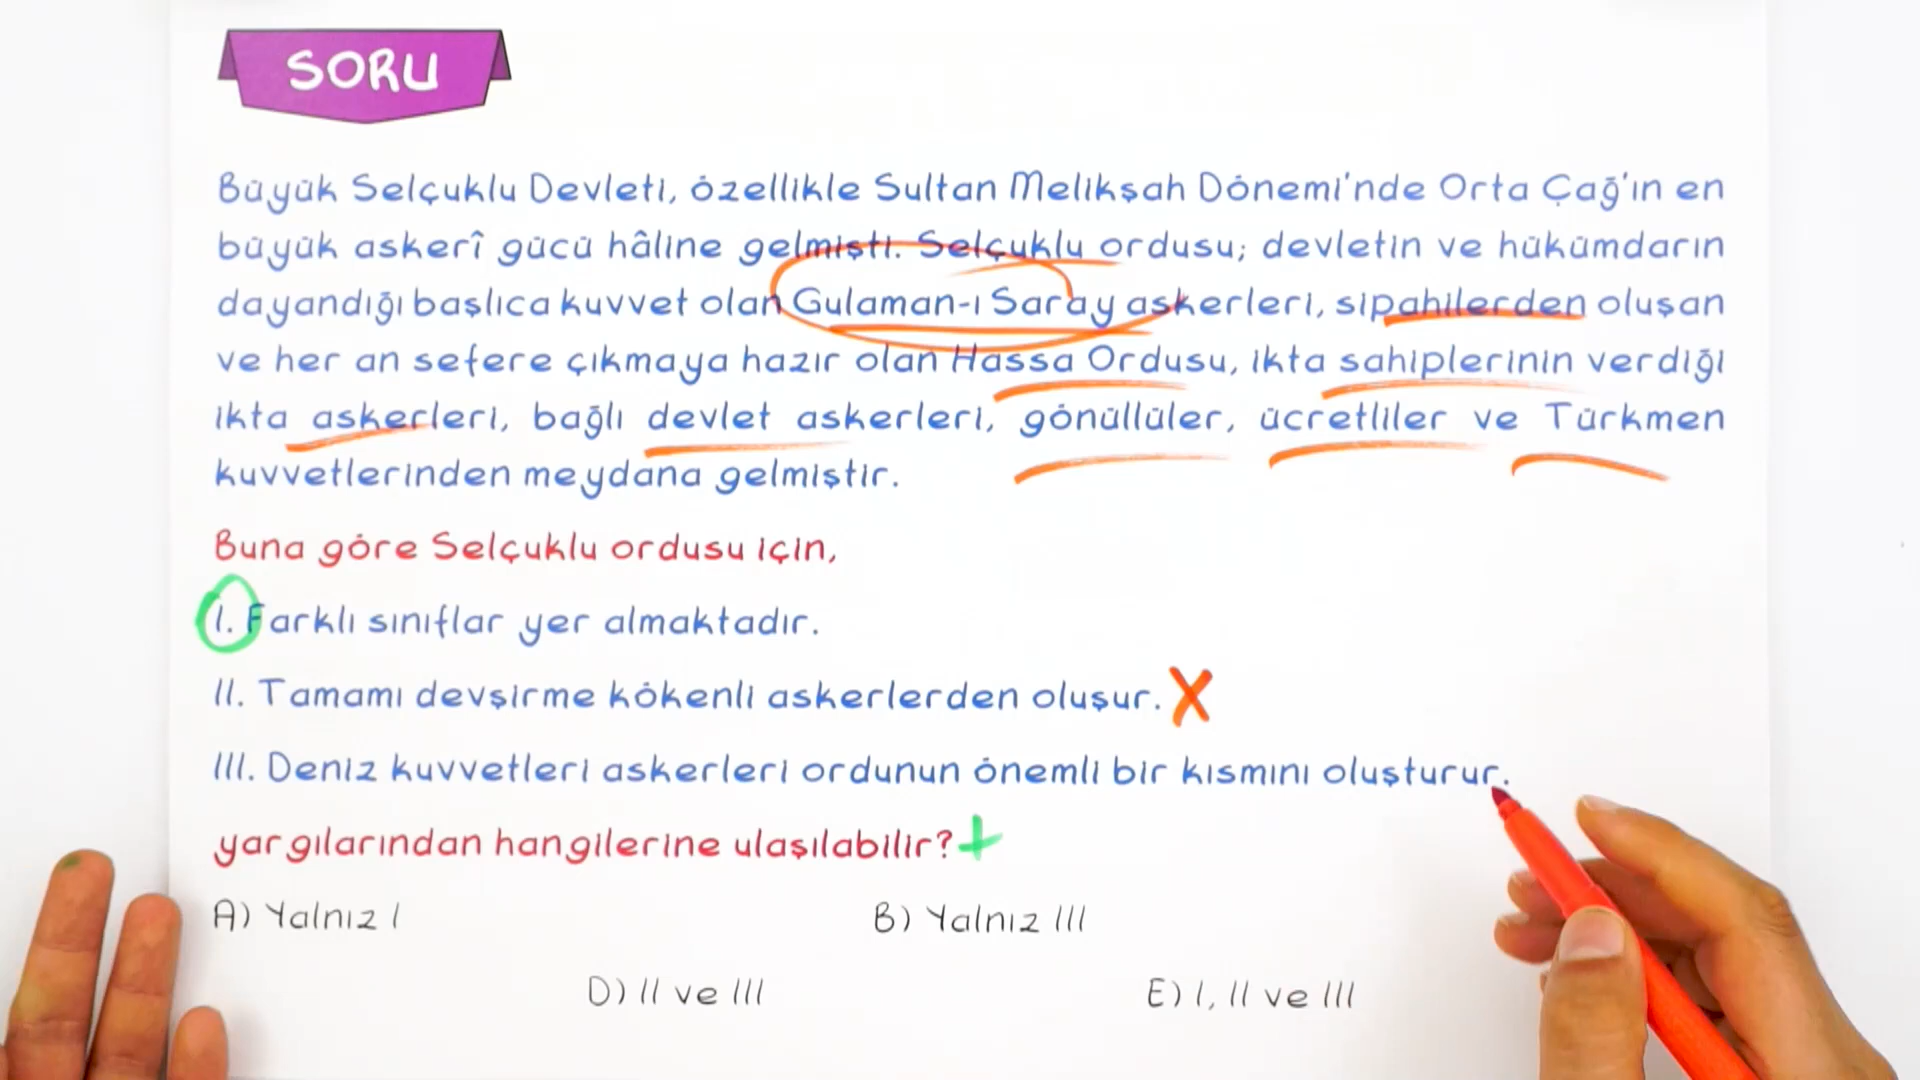 SORU
Büyük Selçuklu Devleti, özellikle Sultan Melikşah Dönemi'nde Orta Çağ'ın en
büyük askerî gücü hâline gelmişti. Selçuklu ordusu; devletin ve hükümdarın
dayandığı başlıca kuvvet olan Gulaman-ı Saray askerleri, sipahilerden oluşan
ve her an sefere çıkmaya hazır olan Hassa Ordusu, ikta sahiplerinin verdiği
ikta askerleri, bağlı devlet askerleri, gönüllüler, ücretliler ve Türkmen
kuvvetlerinden meydana gelmiştir.
Buna göre Selçuklu ordusu için,
I. Farklı sınıflar yer almaktadır.
II. Tamamı devşirme kökenli askerlerden oluşur. X
III. Deniz kuvvetleri askerleri ordunun önemli bir kısmını oluşturur.
yargılarından hangilerine ulaşılabilir? +
A) Yalnız I
B) Yalnız III
D) II ve III
E) I, II ve III